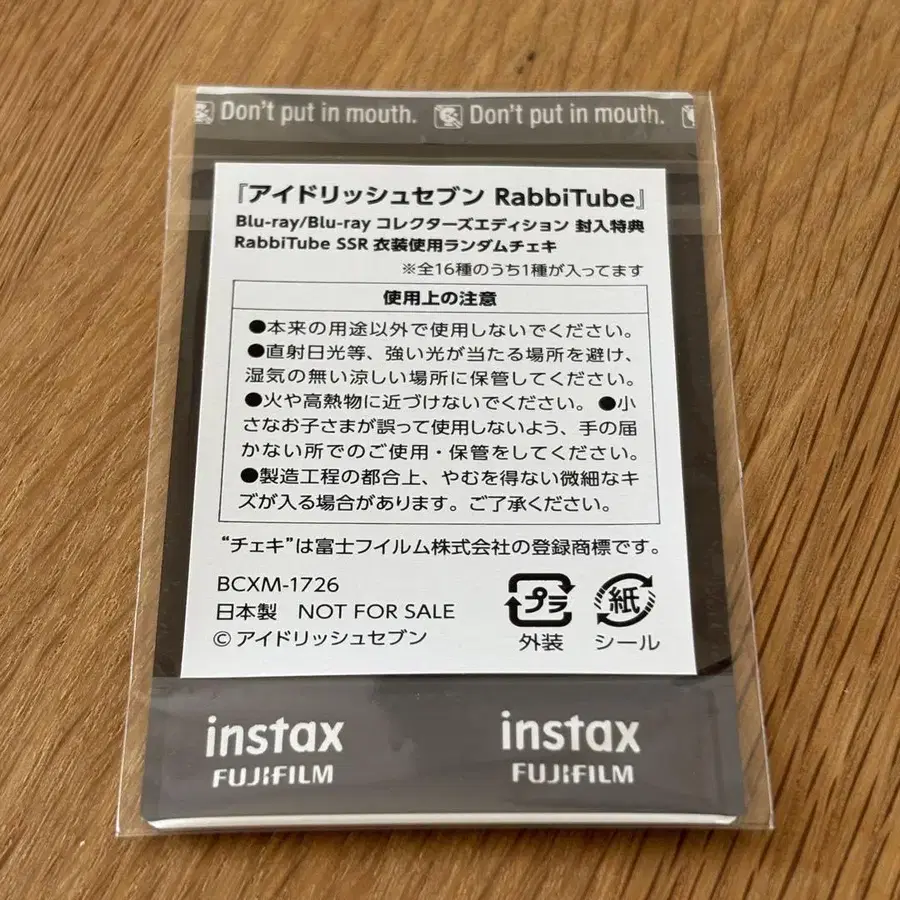 Don't put in mouth. Don't put in mouth.
『アイドリッシュセブン RabbiTube』
Blu-ray/Blu-ray コレクターズエディション 封入特典
RabbiTube SSR 衣装使用ランダムチェキ
※全16種のうち1種が入ってます
使用上の注意
●本来の用途以外で使用しないでください。
●直射日光等、強い光が当たる場所を避け、
湿気の無い涼しい場所に保管してください。
●火や高熱物に近づけないでください。●小
さなお子さまが誤って使用しないよう、手の届
かない所でのご使用・保管をしてください。
●製造工程の都合上、やむを得ない微細なキ
ズが入る場合があります。ご了承ください。
“チェキ”は富士フイルム株式会社の登録商標です。
BCXM-1726
日本製 NOT FOR SALE
© アイドリッシュセブン
プラ 紙
外装 シール
instax instax
FUJIFILM FUJIFILM